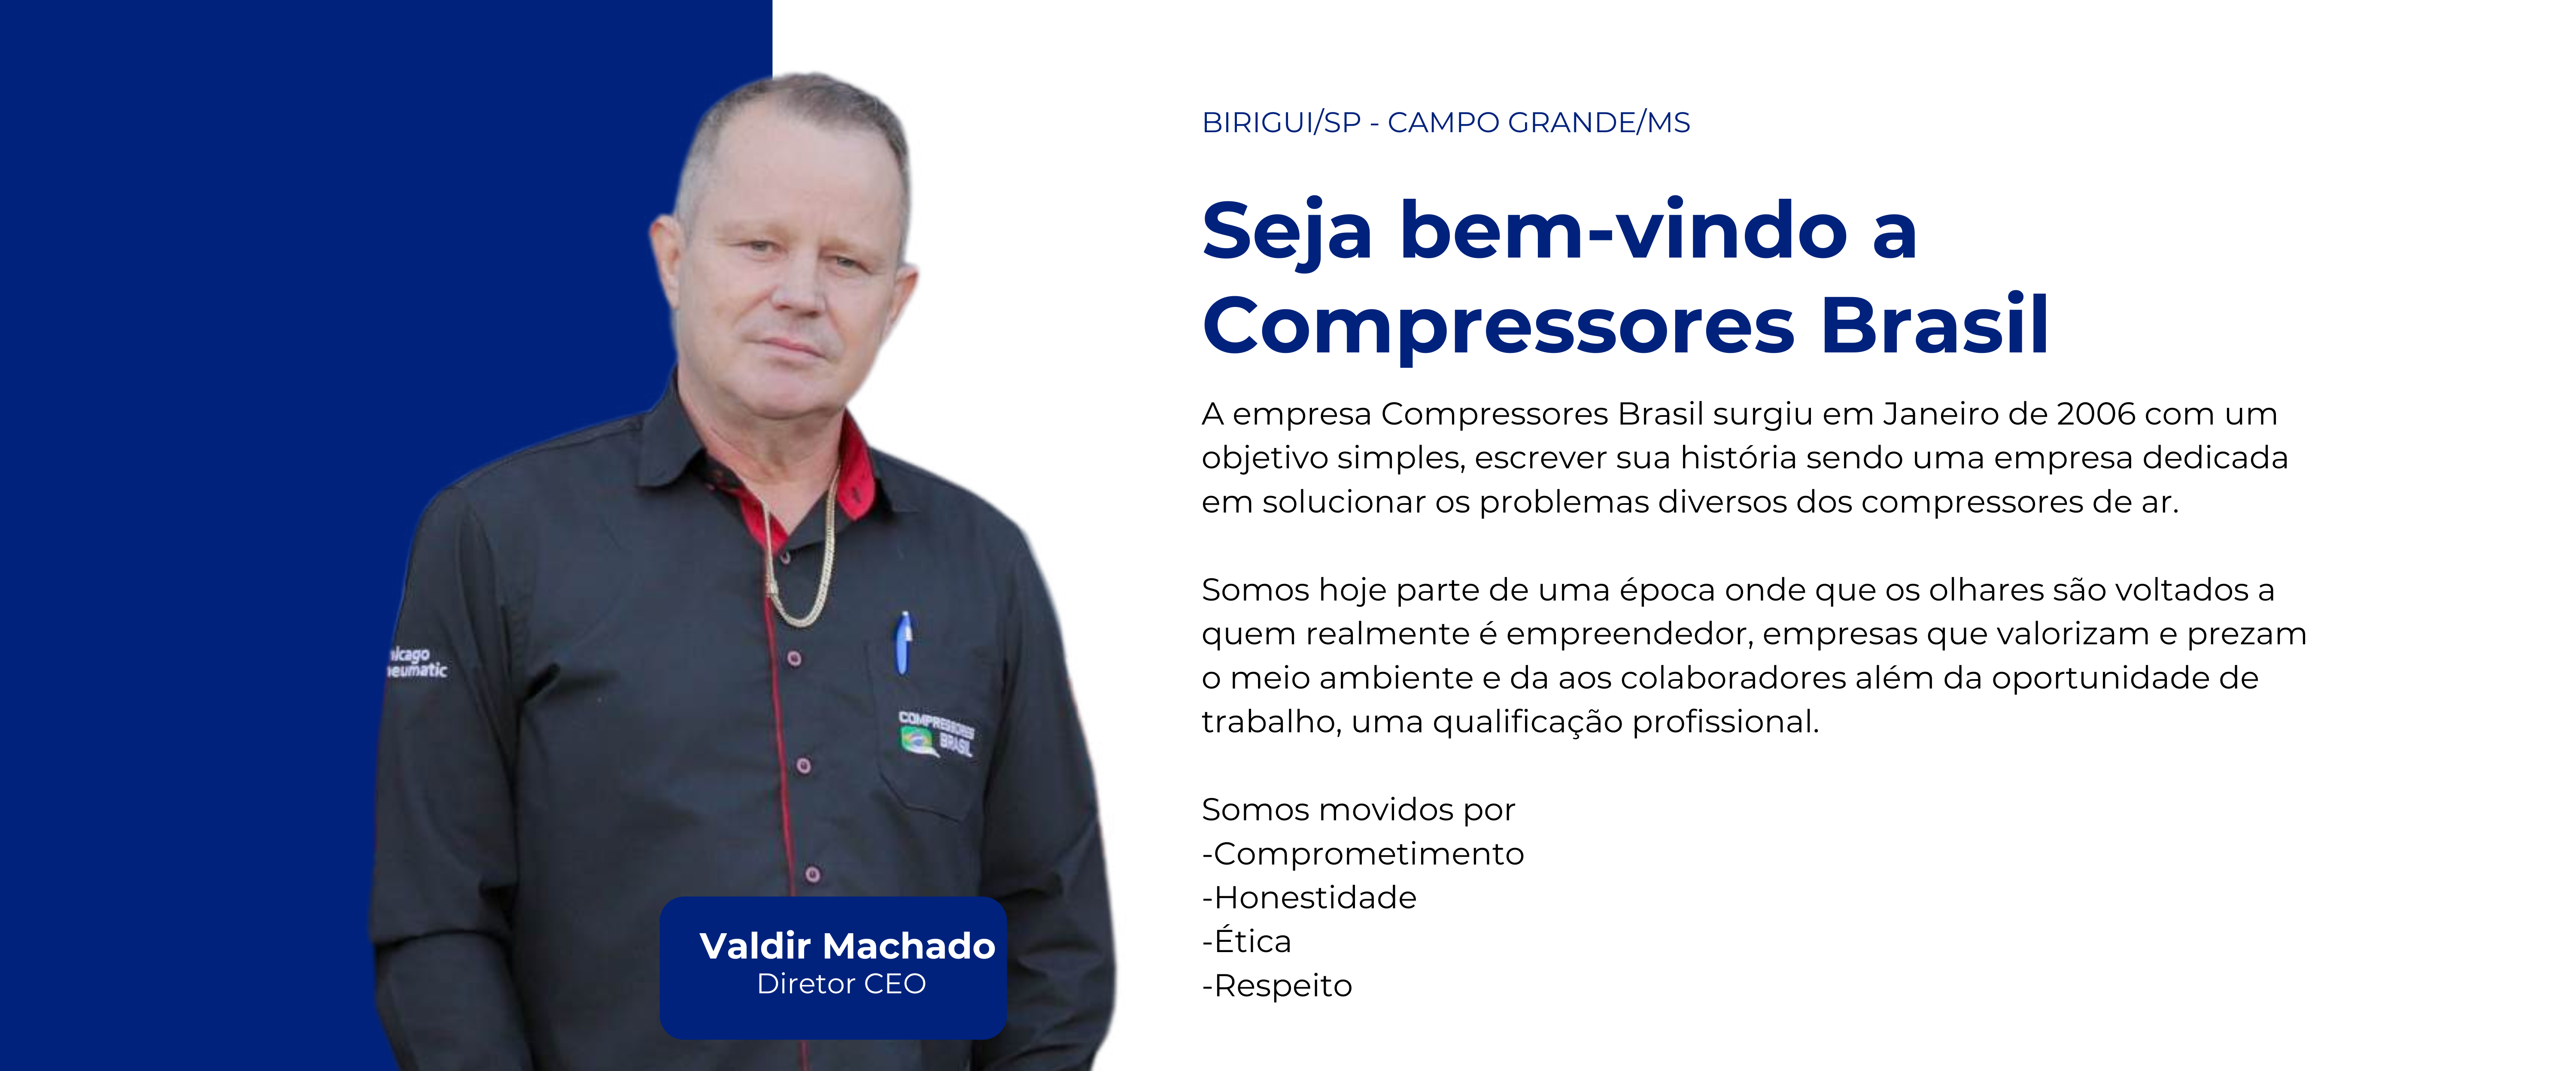 BIRIGUI/SP - CAMPO GRANDE/MS
Seja bem-vindo a
Compressores Brasil
A empresa Compressores Brasil surgiu em Janeiro de 2006 com um
objetivo simples, escrever sua história sendo uma empresa dedicada
em solucionar os problemas diversos dos compressores de ar.
Somos hoje parte de uma época onde que os olhares são voltados a
quem realmente é empreendedor, empresas que valorizam e prezam
o meio ambiente e da aos colaboradores além da oportunidade de
trabalho, uma qualificação profissional.
Somos movidos por
-Comprometimento
-Honestidade
-Ética
-Respeito
icago
neumatic
COMPRESSORES
BRASIL
Valdir Machado
Diretor CEO